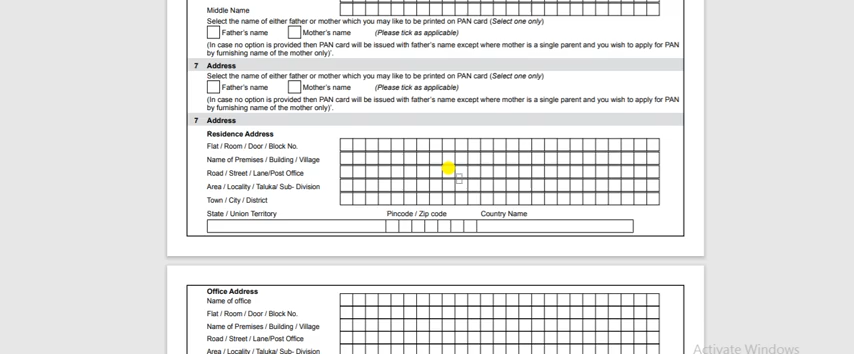 Middle Name
Select the name of either father or mother which you may like to be printed on PAN card (Select one only)
Father's name Mother's name (Please tick as applicable)
(In case no option is provided then PAN card will be issued with father's name except where mother is a single parent and you wish to apply for PAN
by furnishing name of the mother only)'.
7 Address
Select the name of either father or mother which you may like to be printed on PAN card (Select one only)
Father's name Mother's name (Please tick as applicable)
(In case no option is provided then PAN card will be issued with father's name except where mother is a single parent and you wish to apply for PAN
by furnishing name of the mother only)'.
7 Address
Residence Address
Flat / Room / Door / Block No.
Name of Premises / Building / Village
Road / Street / Lane/Post Office
Area / Locality / Taluka/ Sub- Division
Town / City / District
State / Union Territory Pincode / Zip code Country Name
Office Address
Name of office
Flat / Room / Door / Block No.
Name of Premises / Building / Village
Road / Street / Lane/Post Office
Area / Locality / Taluka/ Sub- Division
Activate Windows